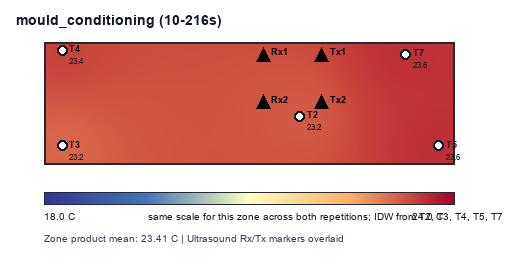 mould_conditioning (10-216s)
T4
23.4
Rx1
Tx1
T7
23.6
Rx2
Tx2
T2
23.2
T3
23.2
T5
23.6
18.0 C
same scale for this zone across both repetitions; IDW from T2, T3, T4, T5, T7
24.0 C
Zone product mean: 23.41 C | Ultrasound Rx/Tx markers overlaid